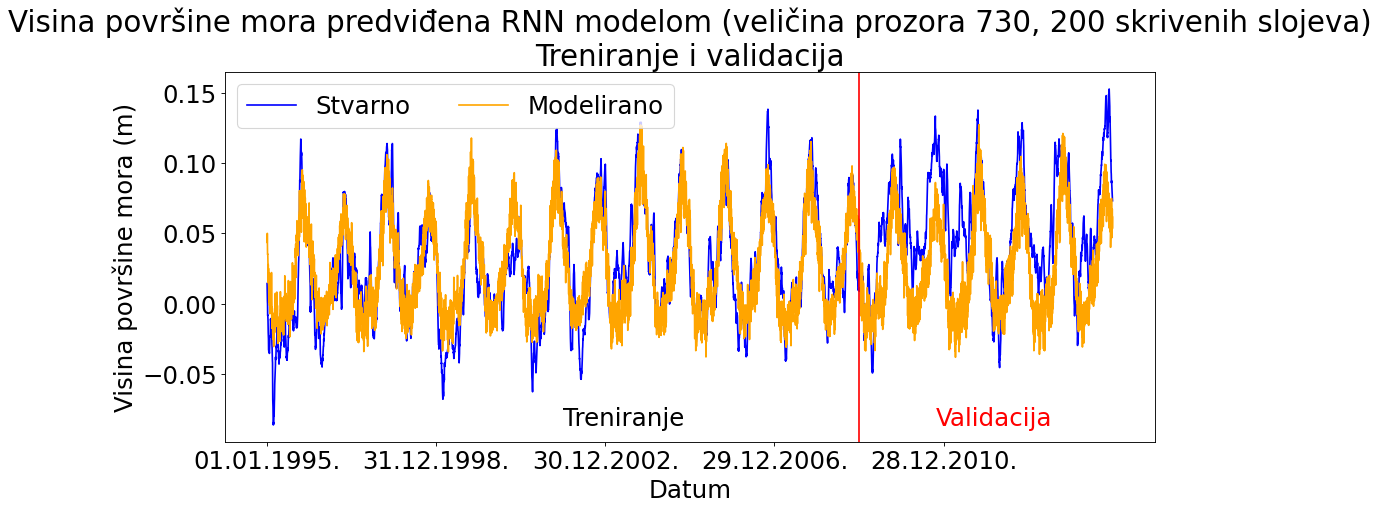 Visina površine mora predviđena RNN modelom (veličina prozora 730, 200 skrivenih slojeva)
Treniranje i validacija
Stvarno
Modelirano
Visina površine mora (m)
0.15
0.10
0.05
0.00
−0.05
Treniranje
Validacija
01.01.1995.
31.12.1998.
30.12.2002.
29.12.2006.
28.12.2010.
Datum